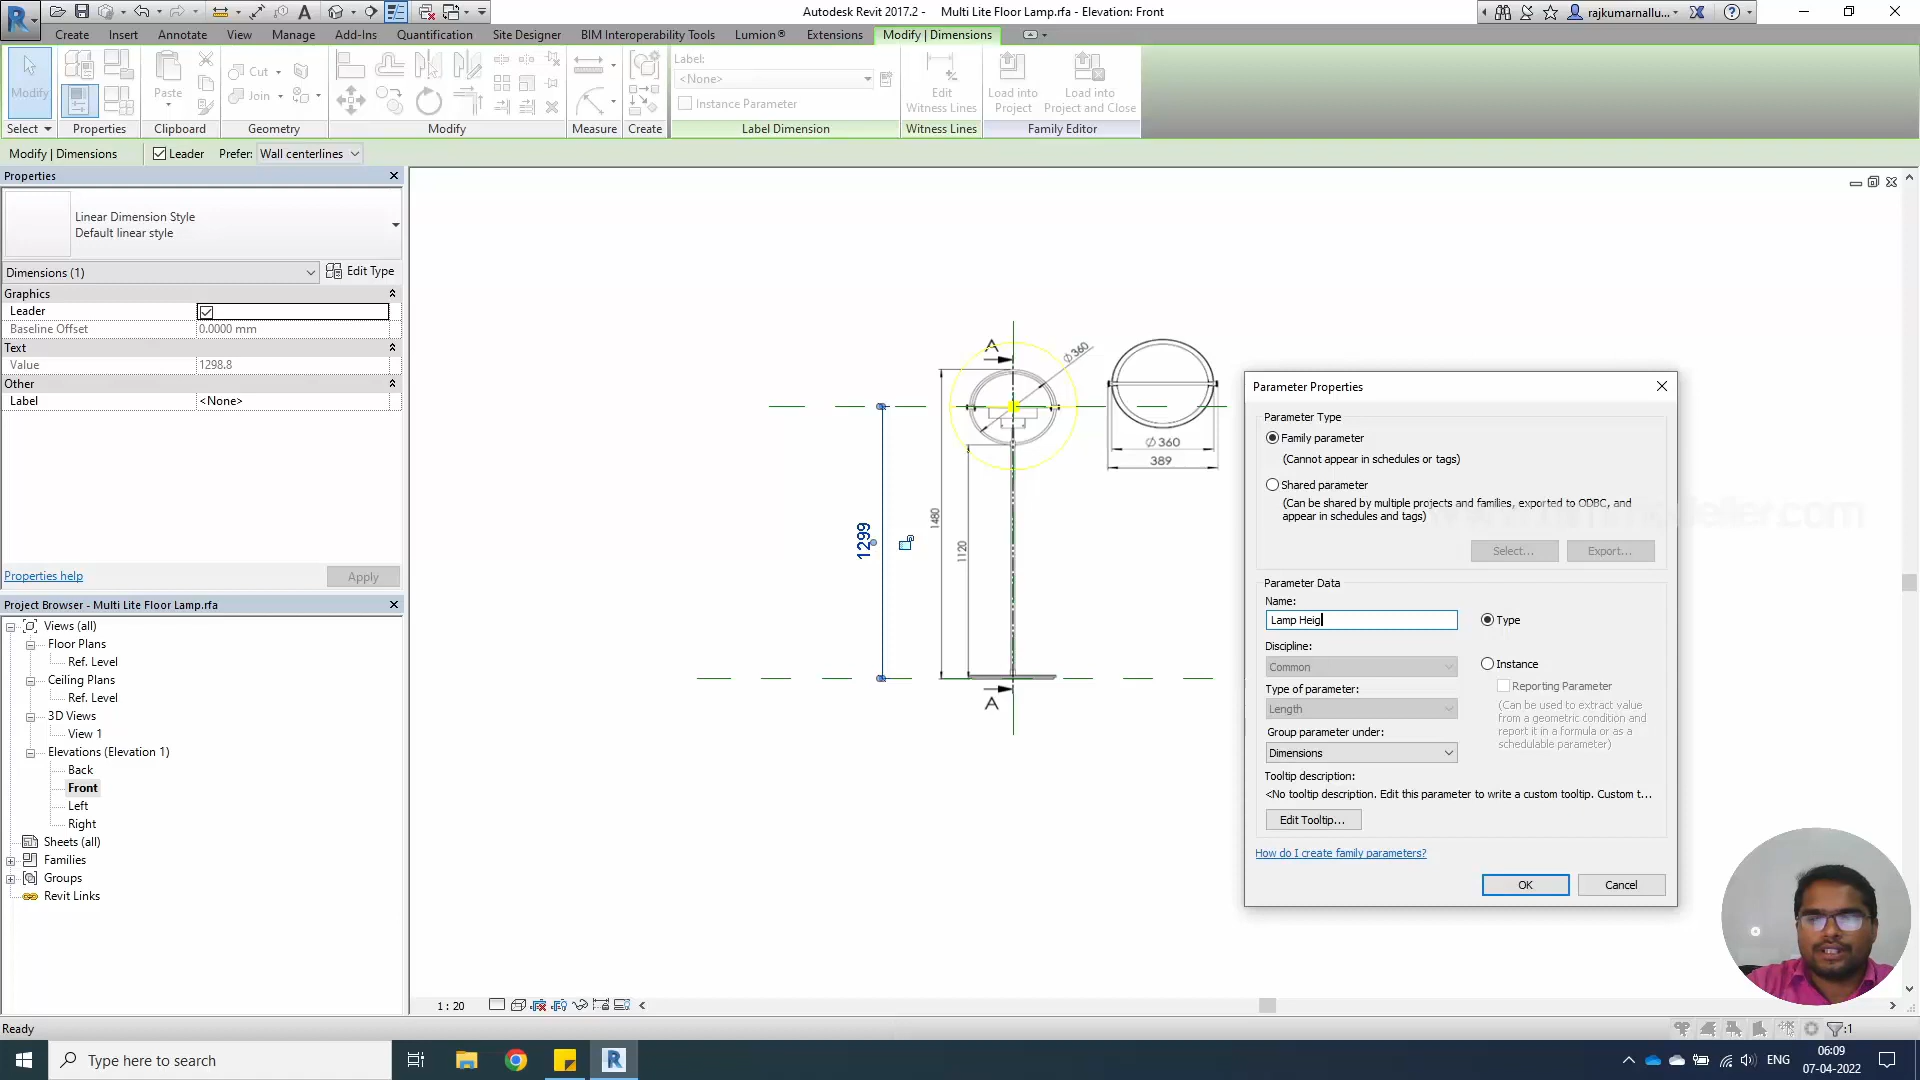 Autodesk Revit 2017.2 - Multi Lite Floor Lamp.rfa - Elevation: Front
rajkumarnallu...
Create Insert Annotate View Manage Add-Ins Quantification Site Designer BIM Interoperability Tools Lumion® Extensions Modify | Dimensions
Modify
Paste
Cut
Join
Label:
<None>
Instance Parameter
Edit
Witness Lines
Load into
Project
Load into
Project and Close
Select Properties Clipboard Geometry Modify Measure Create Label Dimension Witness Lines Family Editor
Modify | Dimensions Leader Prefer: Wall centerlines
Properties
Linear Dimension Style
Default linear style
Dimensions (1) Edit Type
Graphics
Leader
Baseline Offset 0.0000 mm
Text
Value 1298.8
Other
Label <None>
Properties help Apply
Project Browser - Multi Lite Floor Lamp.rfa
Views (all)
Floor Plans
Ref. Level
Ceiling Plans
Ref. Level
3D Views
View 1
Elevations (Elevation 1)
Back
Front
Left
Right
Sheets (all)
Families
Groups
Revit Links
A
Ø360
1299
1480
1120
A
Ø360
389
Parameter Properties
Parameter Type
Family parameter
(Cannot appear in schedules or tags)
Shared parameter
(Can be shared by multiple projects and families, exported to ODBC, and
appear in schedules and tags)
Select... Export...
Parameter Data
Name:
Lamp Heig
Type
Discipline:
Common
Instance
Reporting Parameter
(Can be used to extract value
from a geometric condition and
report it in a formula or as a
schedulable parameter)
Type of parameter:
Length
Group parameter under:
Dimensions
Tooltip description:
<No tooltip description. Edit this parameter to write a custom tooltip. Custom t...
Edit Tooltip...
How do I create family parameters?
OK Cancel
1 : 20
Ready
:1
Type here to search
ENG
06:09
07-04-2022